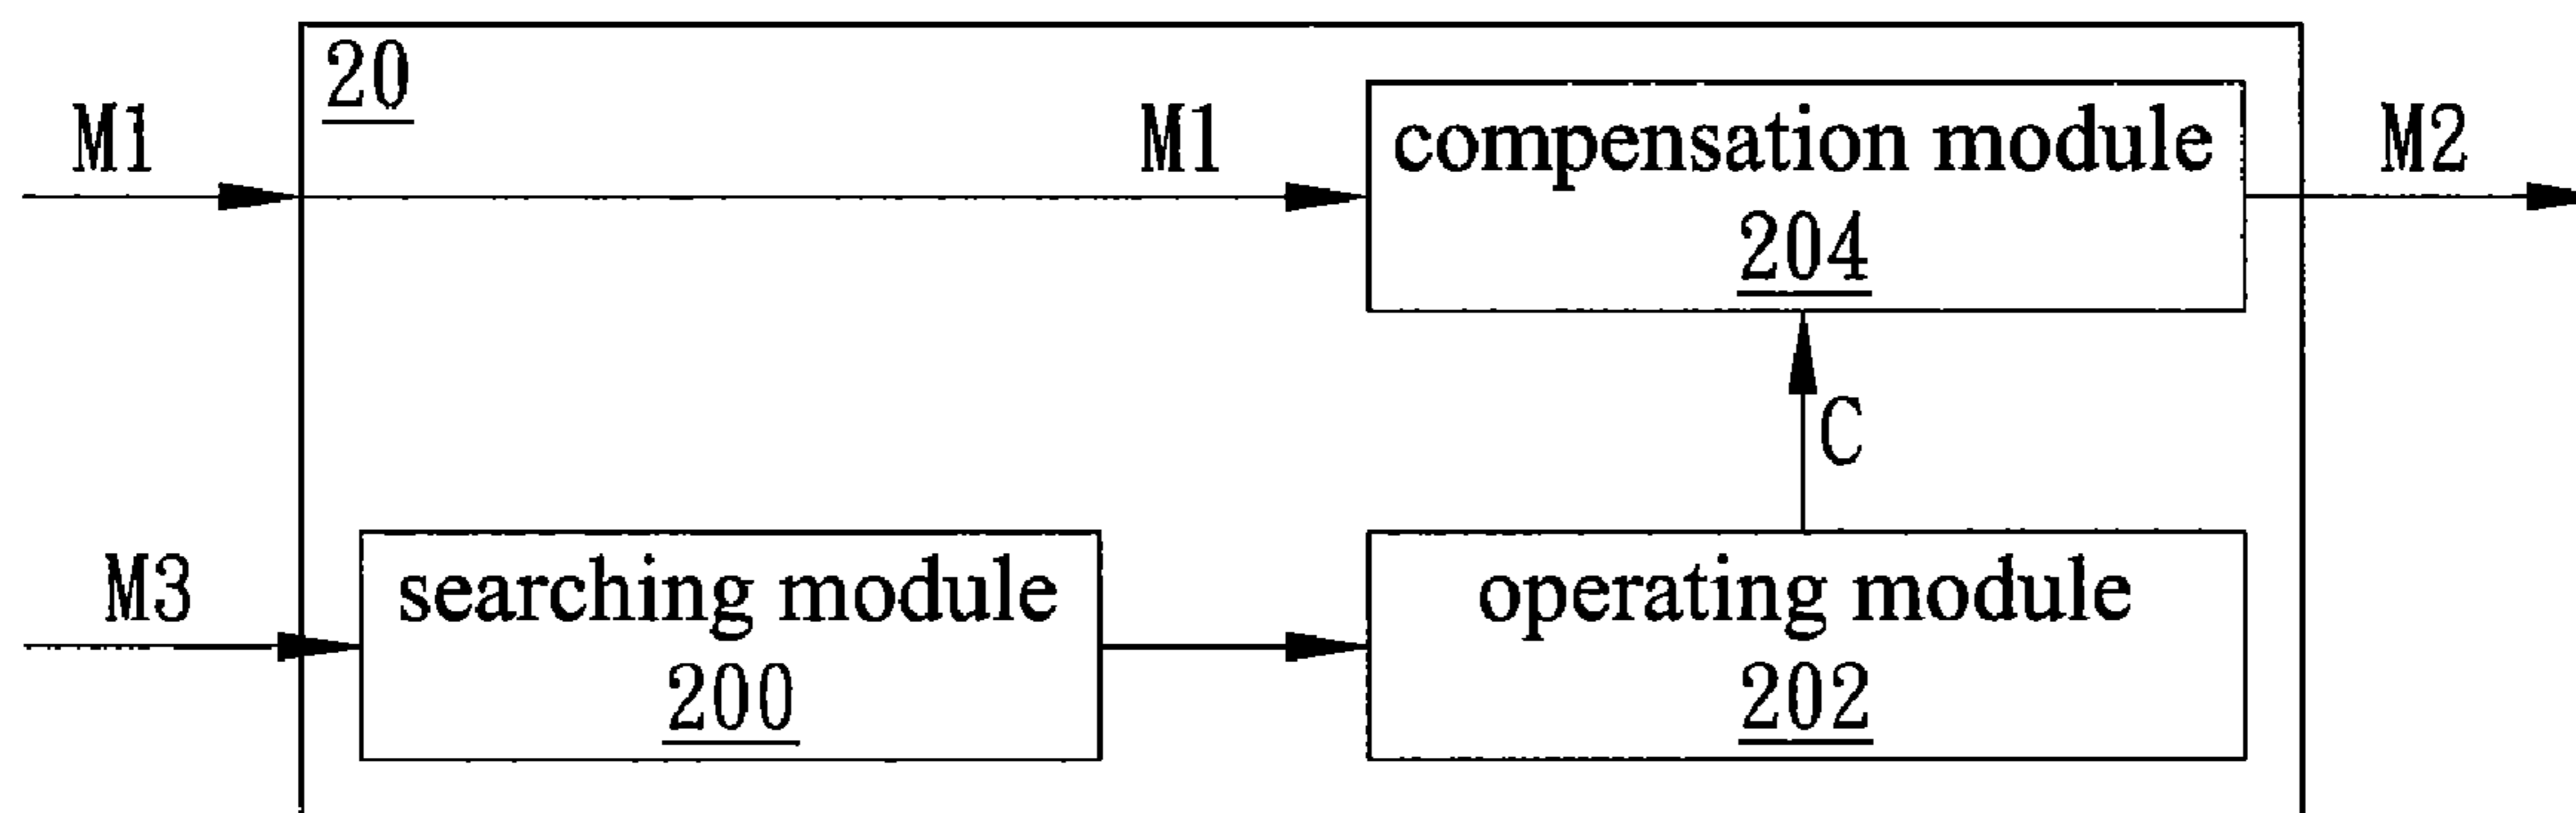 20
M1
M1
compensation module
204
M2
C
M3
searching module
200
operating module
202